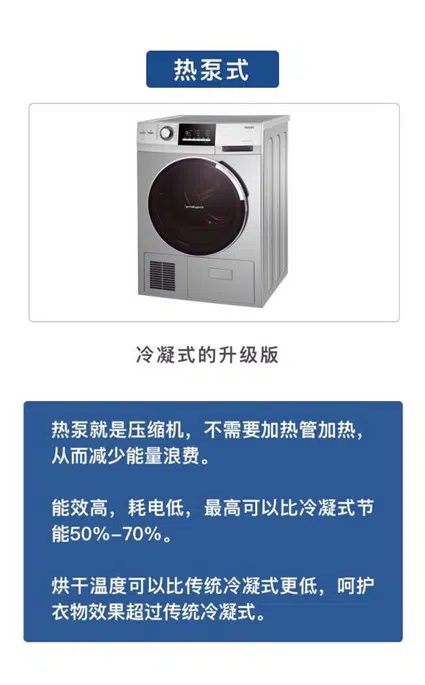 热泵式
冷凝式的升级版
热泵就是压缩机，不需要加热管加热，
从而减少能量浪费。
能效高，耗电低，最高可以比冷凝式节
能50%-70%。
烘干温度可以比传统冷凝式更低，呵护
衣物效果超过传统冷凝式。